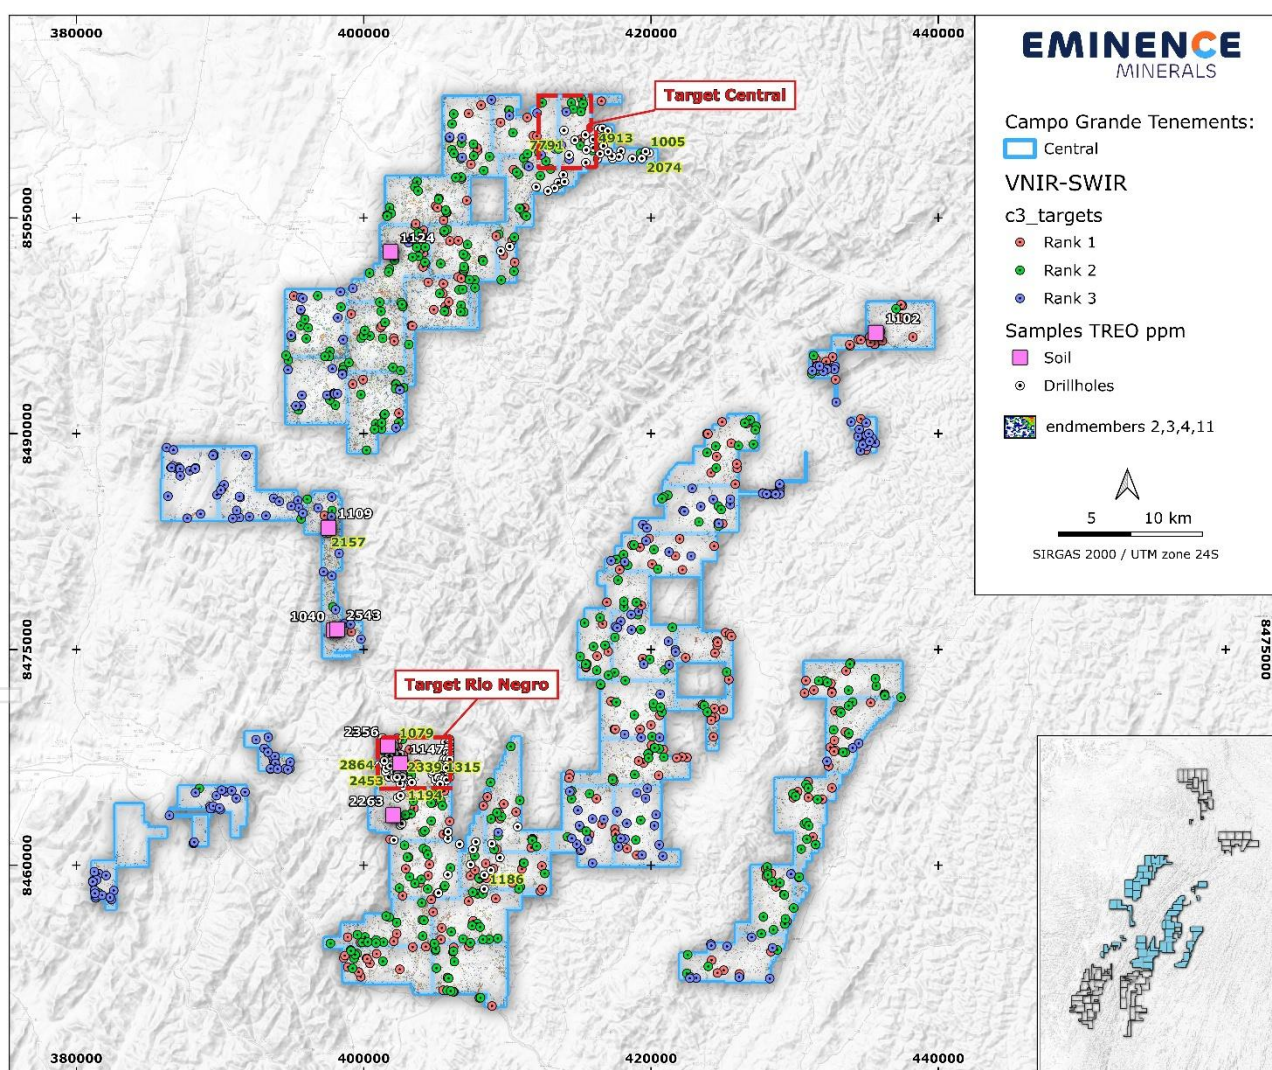 380000
400000
420000
440000
EMINENCE
MINERALS
Campo Grande Tenements:
Central
VNIR-SWIR
c3_targets
Rank 1
Rank 2
Rank 3
Samples TREO ppm
Soil
Drillholes
endmembers 2,3,4,11
5 10 km
SIRGAS 2000 / UTM zone 24S
Target Central
4913
7791
1005
2074
8505000
1124
1102
8490000
1109
2157
1040
2543
8475000
8475000
Target Rio Negro
2356
1079
1147
2864
2339
1315
2453
1194
2263
8460000
1186
380000
400000
420000
440000